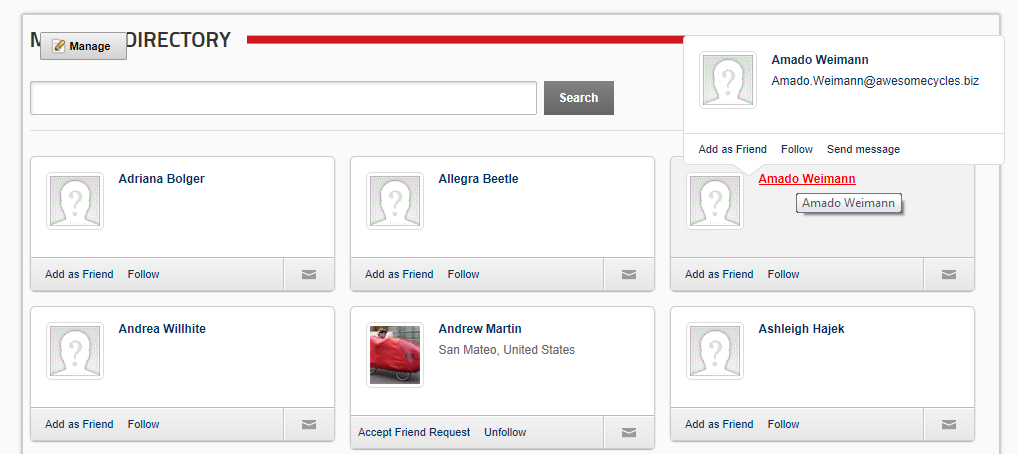 M
Manage
DIRECTORY
Search
Amado Weimann
Amado.Weimann@awesomecycles.biz
Add as Friend Follow Send message
Adriana Bolger
Add as Friend Follow
Allegra Beetle
Add as Friend Follow
Amado Weimann
Amado Weimann
Add as Friend Follow
Andrea Willhite
Add as Friend Follow
Andrew Martin
San Mateo, United States
Accept Friend Request Unfollow
Ashleigh Hajek
Add as Friend Follow